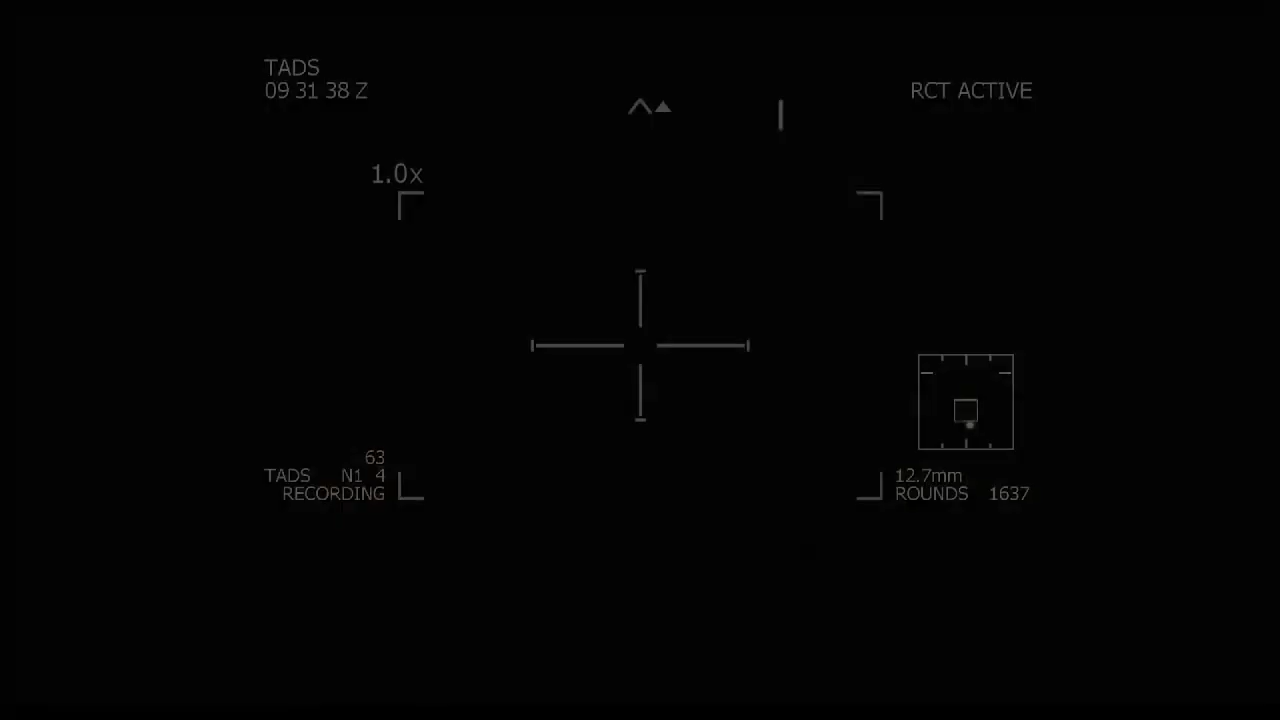 TADS
09 31 38 Z
RCT ACTIVE
1.0x
63
TADS N1 4
RECORDING
12.7mm
ROUNDS 1637